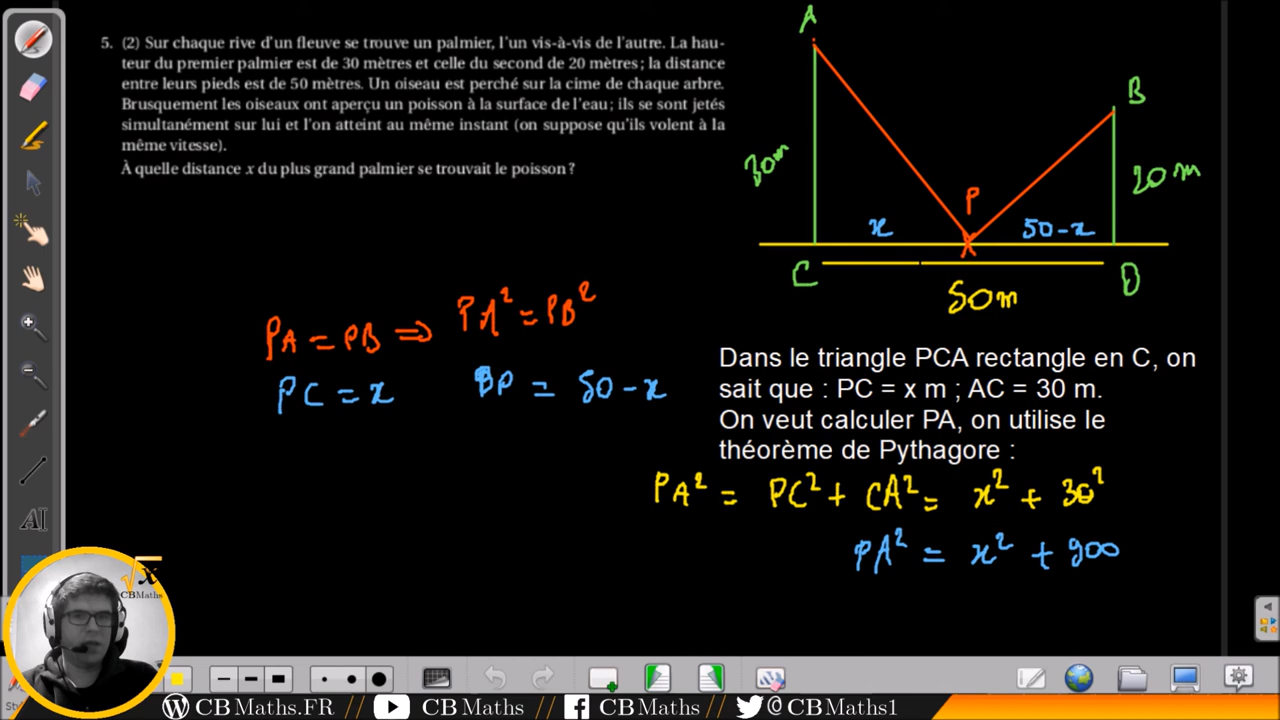 5. (2) Sur chaque rive d'un fleuve se trouve un palmier, l'un vis-à-vis de l'autre. La hau-
teur du premier palmier est de 30 mètres et celle du second de 20 mètres ; la distance
entre leurs pieds est de 50 mètres. Un oiseau est perché sur la cime de chaque arbre.
Brusquement les oiseaux ont aperçu un poisson à la surface de l'eau ; ils se sont jetés
simultanément sur lui et l'on atteint au même instant (on suppose qu'ils volent à la
même vitesse).
À quelle distance x du plus grand palmier se trouvait le poisson ?
A
B
30m
20 m
P
x
50-x
C
D
50m
PA = PB ⇒ PA² = PB²
PC = x
BP = 50 - x
Dans le triangle PCA rectangle en C, on
sait que : PC = x m ; AC = 30 m.
On veut calculer PA, on utilise le
théorème de Pythagore :
PA² = PC² + CA² = x² + 30²
PA² = x² + 900
√x
CBMaths
CBMaths.FR
CBMaths
CBMaths
@CBMaths1